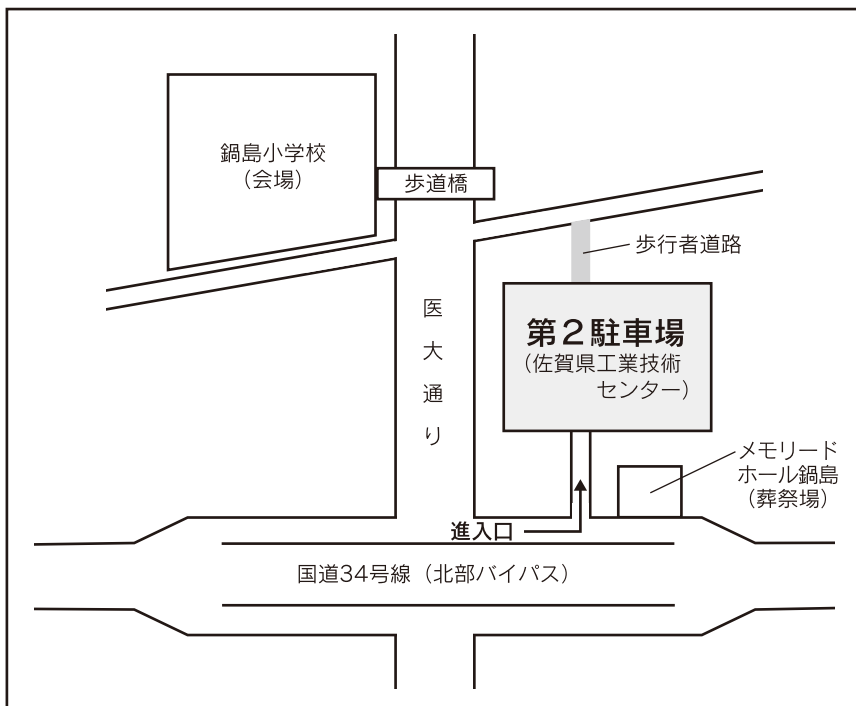 鍋島小学校
（会場）
歩道橋
歩行者道路
医大通り
第２駐車場
（佐賀県工業技術
センター）
メモリード
ホール鍋島
（葬祭場）
進入口
国道34号線（北部バイパス）